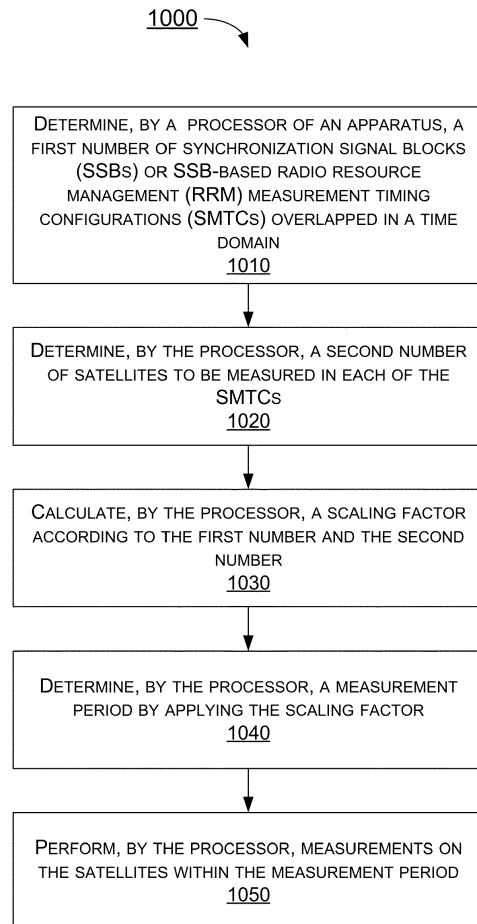 1000
DETERMINE, BY A PROCESSOR OF AN APPARATUS, A
FIRST NUMBER OF SYNCHRONIZATION SIGNAL BLOCKS
(SSBS) OR SSB-BASED RADIO RESOURCE
MANAGEMENT (RRM) MEASUREMENT TIMING
CONFIGURATIONS (SMTCS) OVERLAPPED IN A TIME
DOMAIN
1010
DETERMINE, BY THE PROCESSOR, A SECOND NUMBER
OF SATELLITES TO BE MEASURED IN EACH OF THE
SMTCS
1020
CALCULATE, BY THE PROCESSOR, A SCALING FACTOR
ACCORDING TO THE FIRST NUMBER AND THE SECOND
NUMBER
1030
DETERMINE, BY THE PROCESSOR, A MEASUREMENT
PERIOD BY APPLYING THE SCALING FACTOR
1040
PERFORM, BY THE PROCESSOR, MEASUREMENTS ON
THE SATELLITES WITHIN THE MEASUREMENT PERIOD
1050